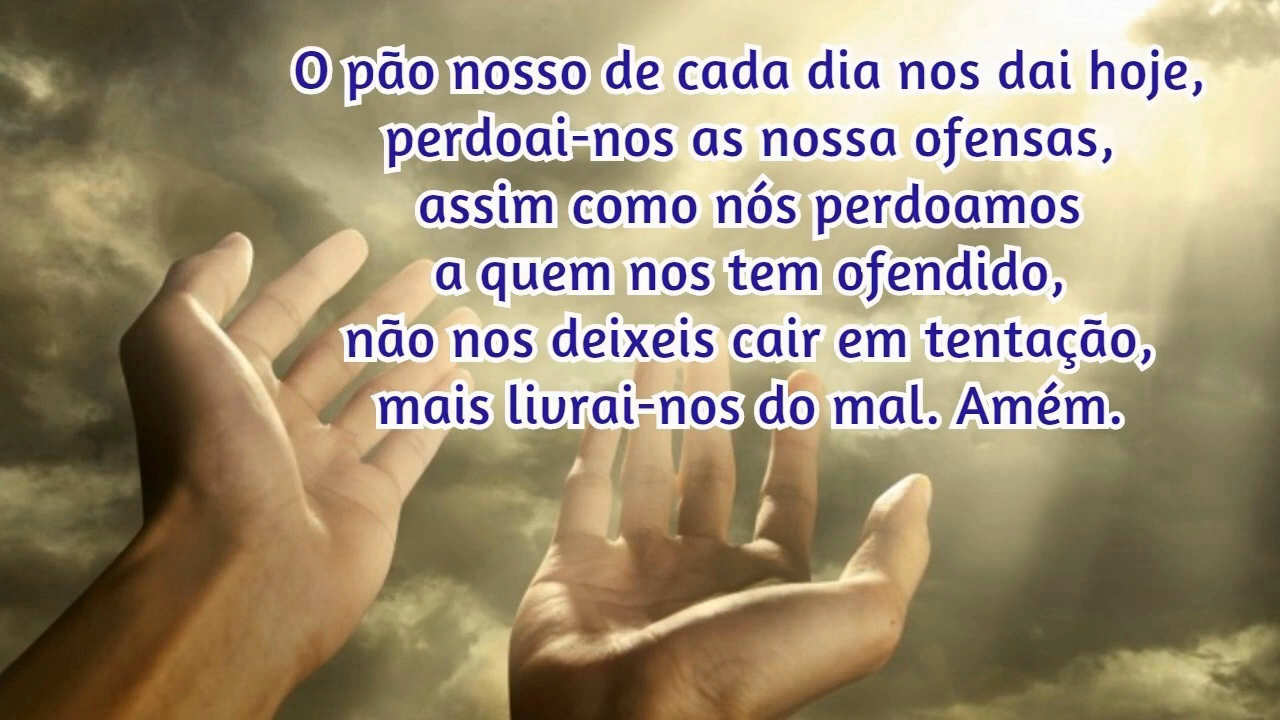 O pão nosso de cada dia nos dai hoje,
perdoai-nos as nossa ofensas,
assim como nós perdoamos
a quem nos tem ofendido,
não nos deixeis cair em tentação,
mais livrai-nos do mal. Amém.